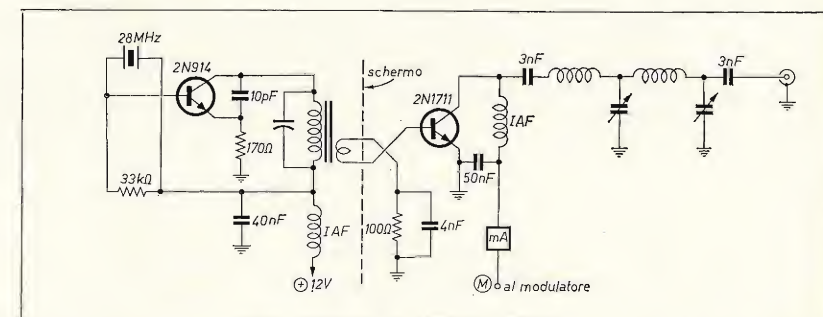 28MHz
2N914
10pF
170Ω
33kΩ
40nF
IAF
+ 12V
schermo
2N1711
100Ω
4nF
50nF
3nF
IAF
mA
M al modulatore
3nF